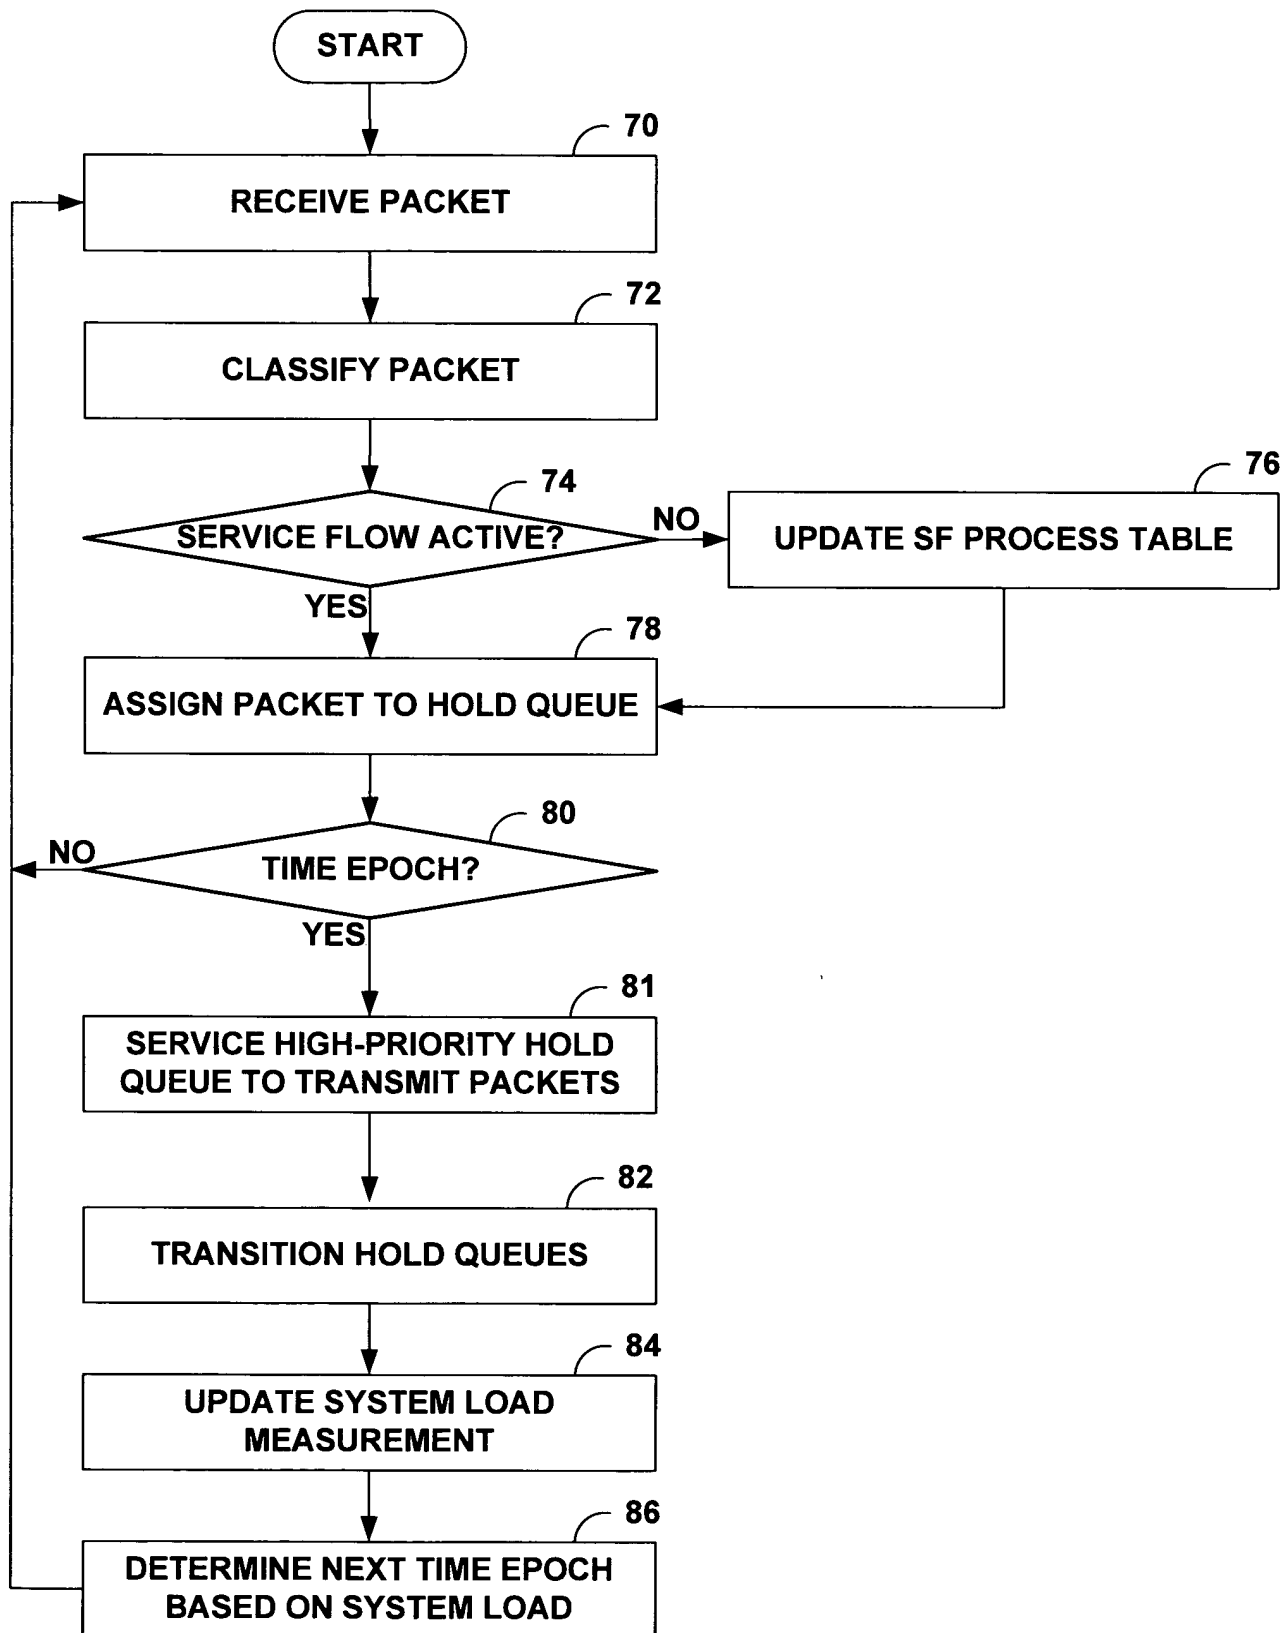 START
70
RECEIVE PACKET
72
CLASSIFY PACKET
74
SERVICE FLOW ACTIVE?
NO
76
UPDATE SF PROCESS TABLE
YES
78
ASSIGN PACKET TO HOLD QUEUE
80
TIME EPOCH?
NO
YES
81
SERVICE HIGH-PRIORITY HOLD
QUEUE TO TRANSMIT PACKETS
82
TRANSITION HOLD QUEUES
84
UPDATE SYSTEM LOAD
MEASUREMENT
86
DETERMINE NEXT TIME EPOCH
BASED ON SYSTEM LOAD